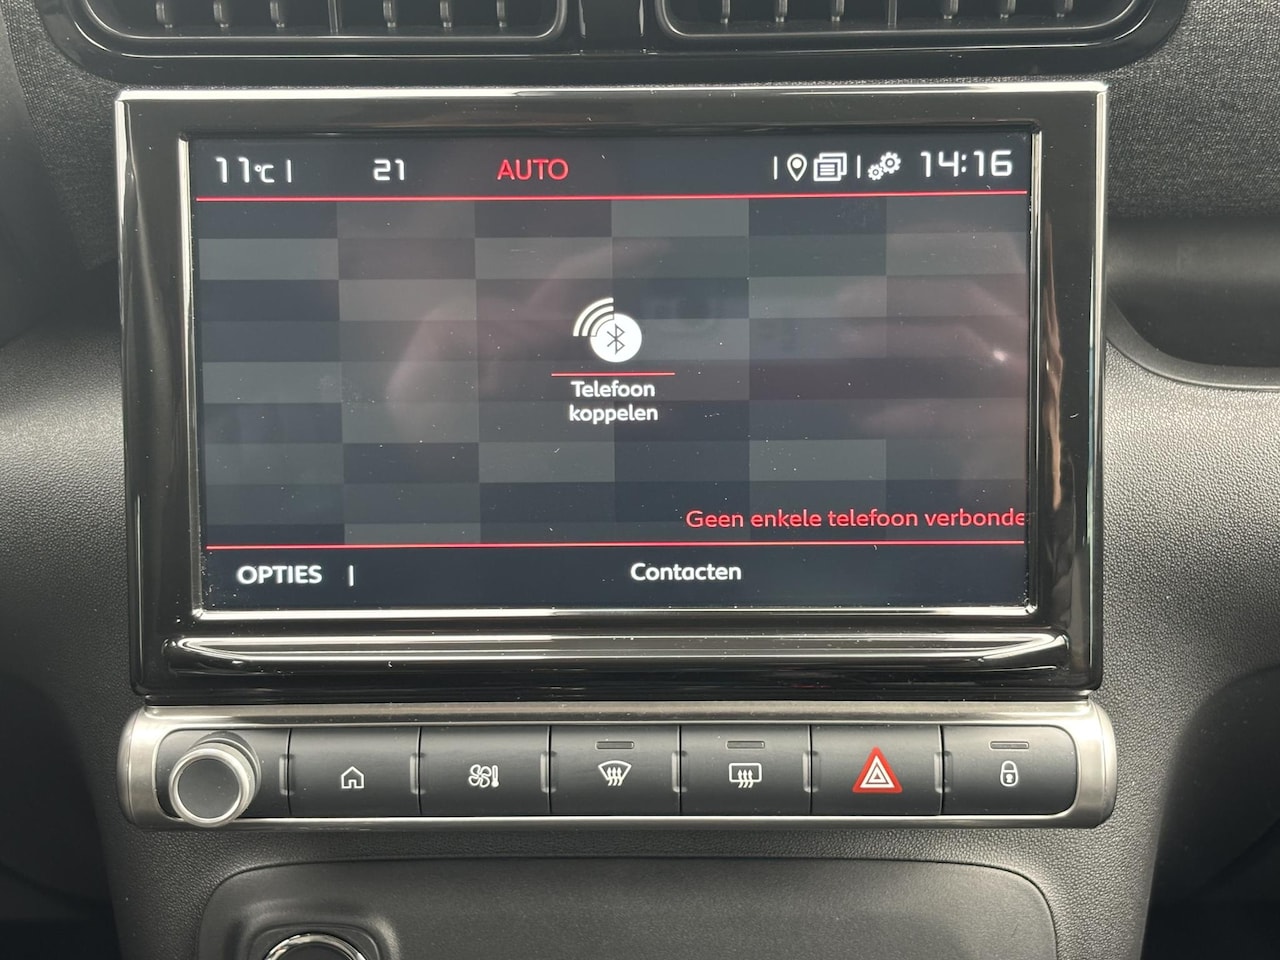 11°C | 21 AUTO 14:16
Telefoon
koppelen
Geen enkele telefoon verbonde
OPTIES | Contacten